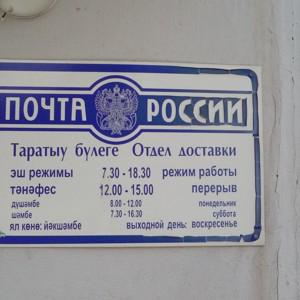 ПОЧТА РОССИИ
Таратыу бүлеге Отдел доставки
эш режимы 7.30 - 18.30 режим работы
тәнәфес 12.00 - 15.00 перерыв
дүшәмбе 8.00 - 12.00 понедельник
шәмбе 7.30 - 16.30 суббота
ял көнө: йәкшәмбе выходной день: воскресенье